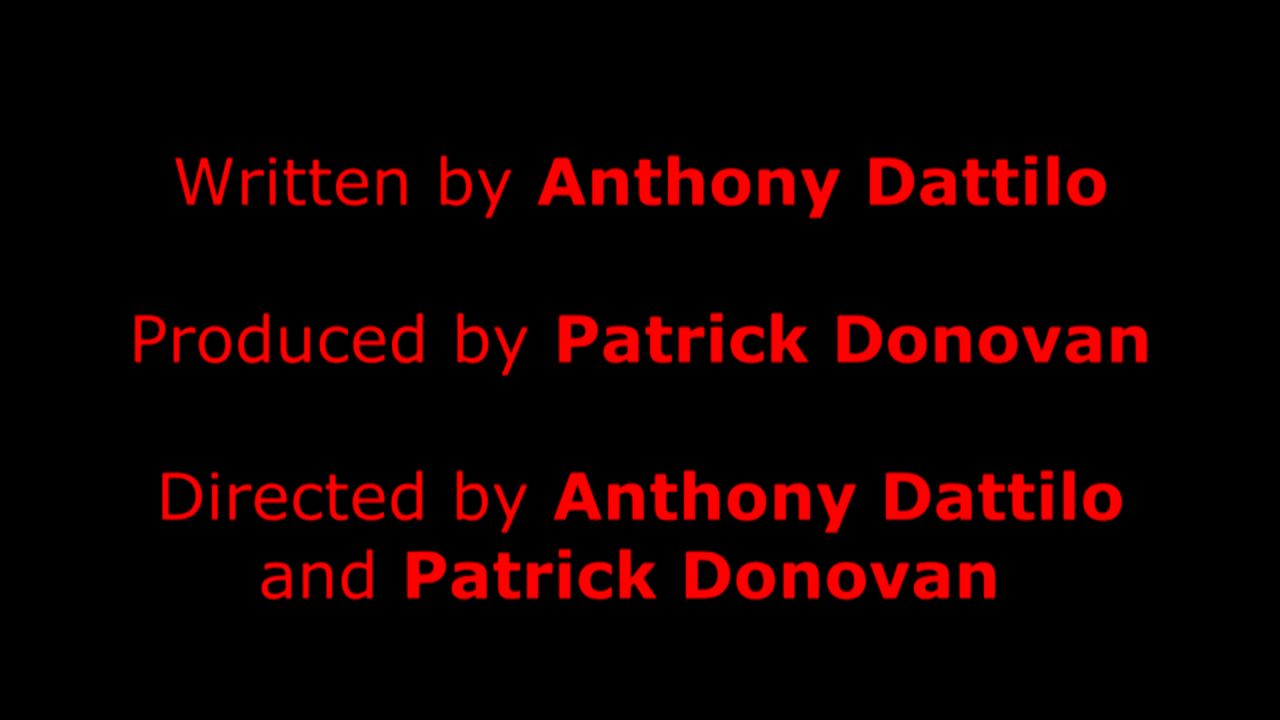 Written by Anthony Dattilo
Produced by Patrick Donovan
Directed by Anthony Dattilo
and Patrick Donovan